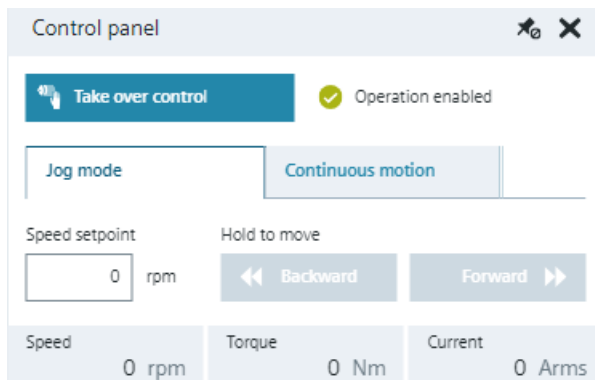 Control panel
Take over control
Operation enabled
Jog mode
Continuous motion
Speed setpoint
Hold to move
0 rpm
Backward
Forward
Speed
Torque
Current
0 rpm
0 Nm
0 Arms